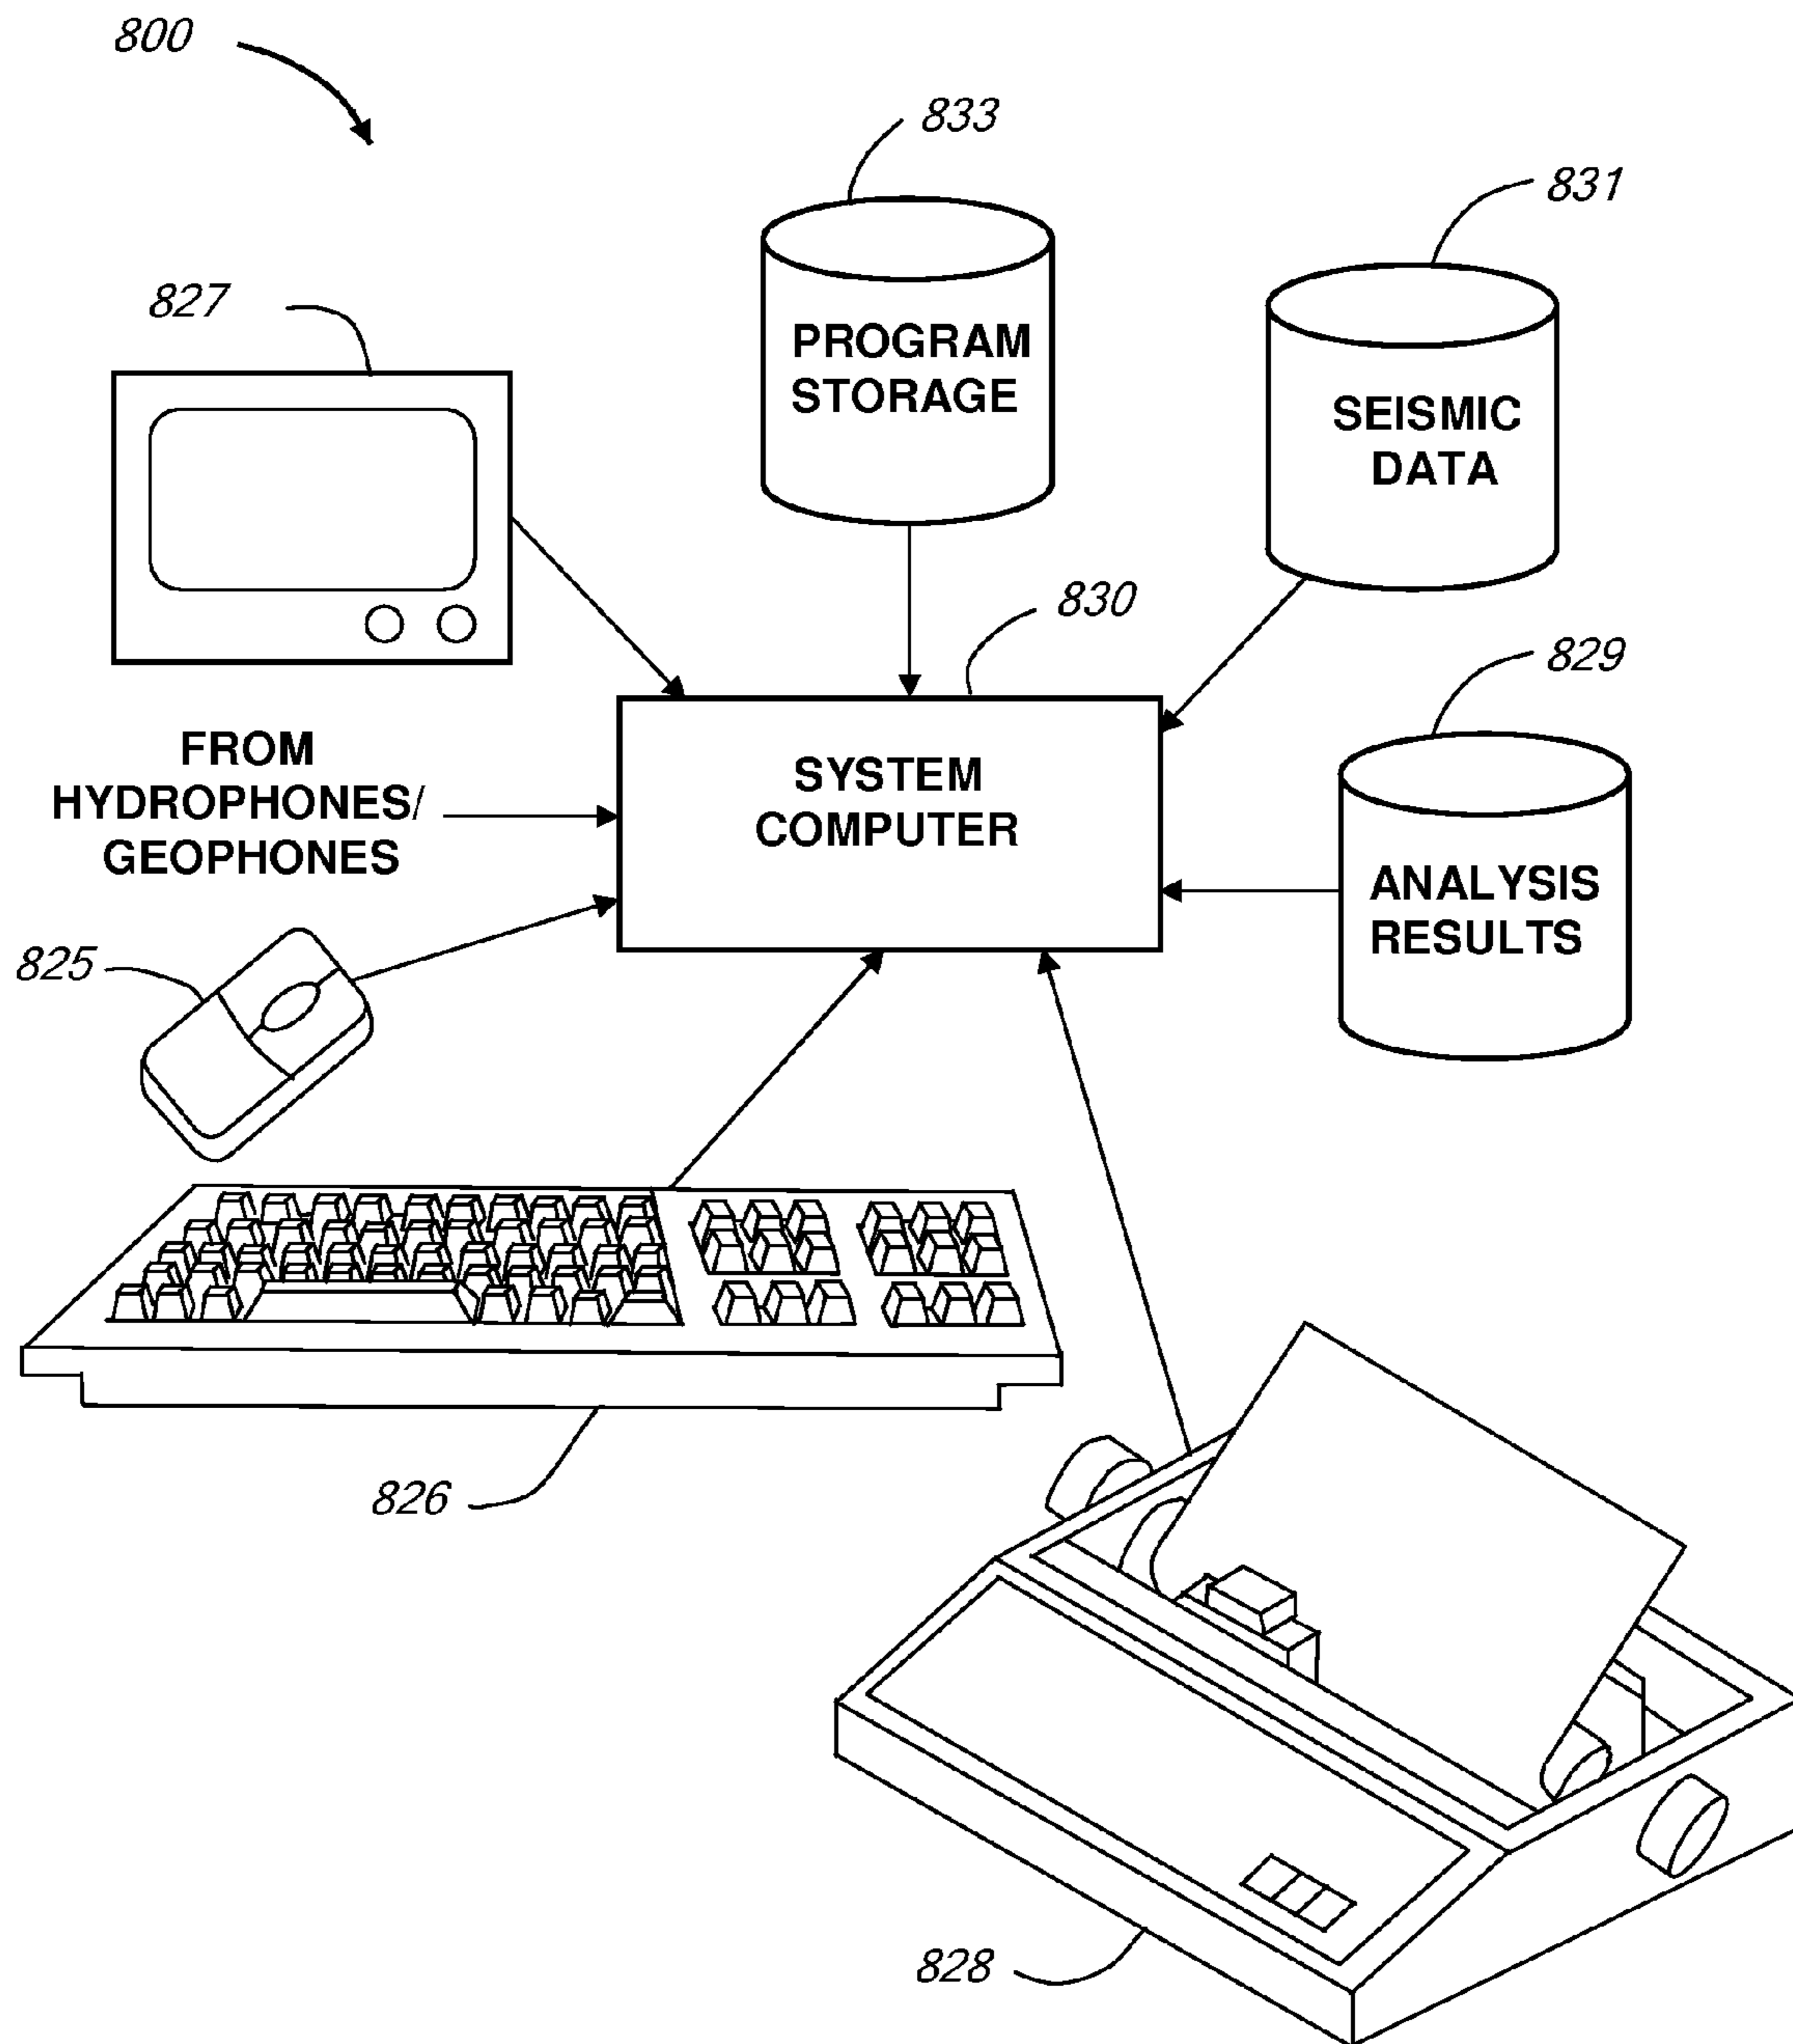 800
833
831
827
PROGRAM
STORAGE
SEISMIC
DATA
830
829
FROM
HYDROPHONES/
GEOPHONES
SYSTEM
COMPUTER
ANALYSIS
RESULTS
825
826
828